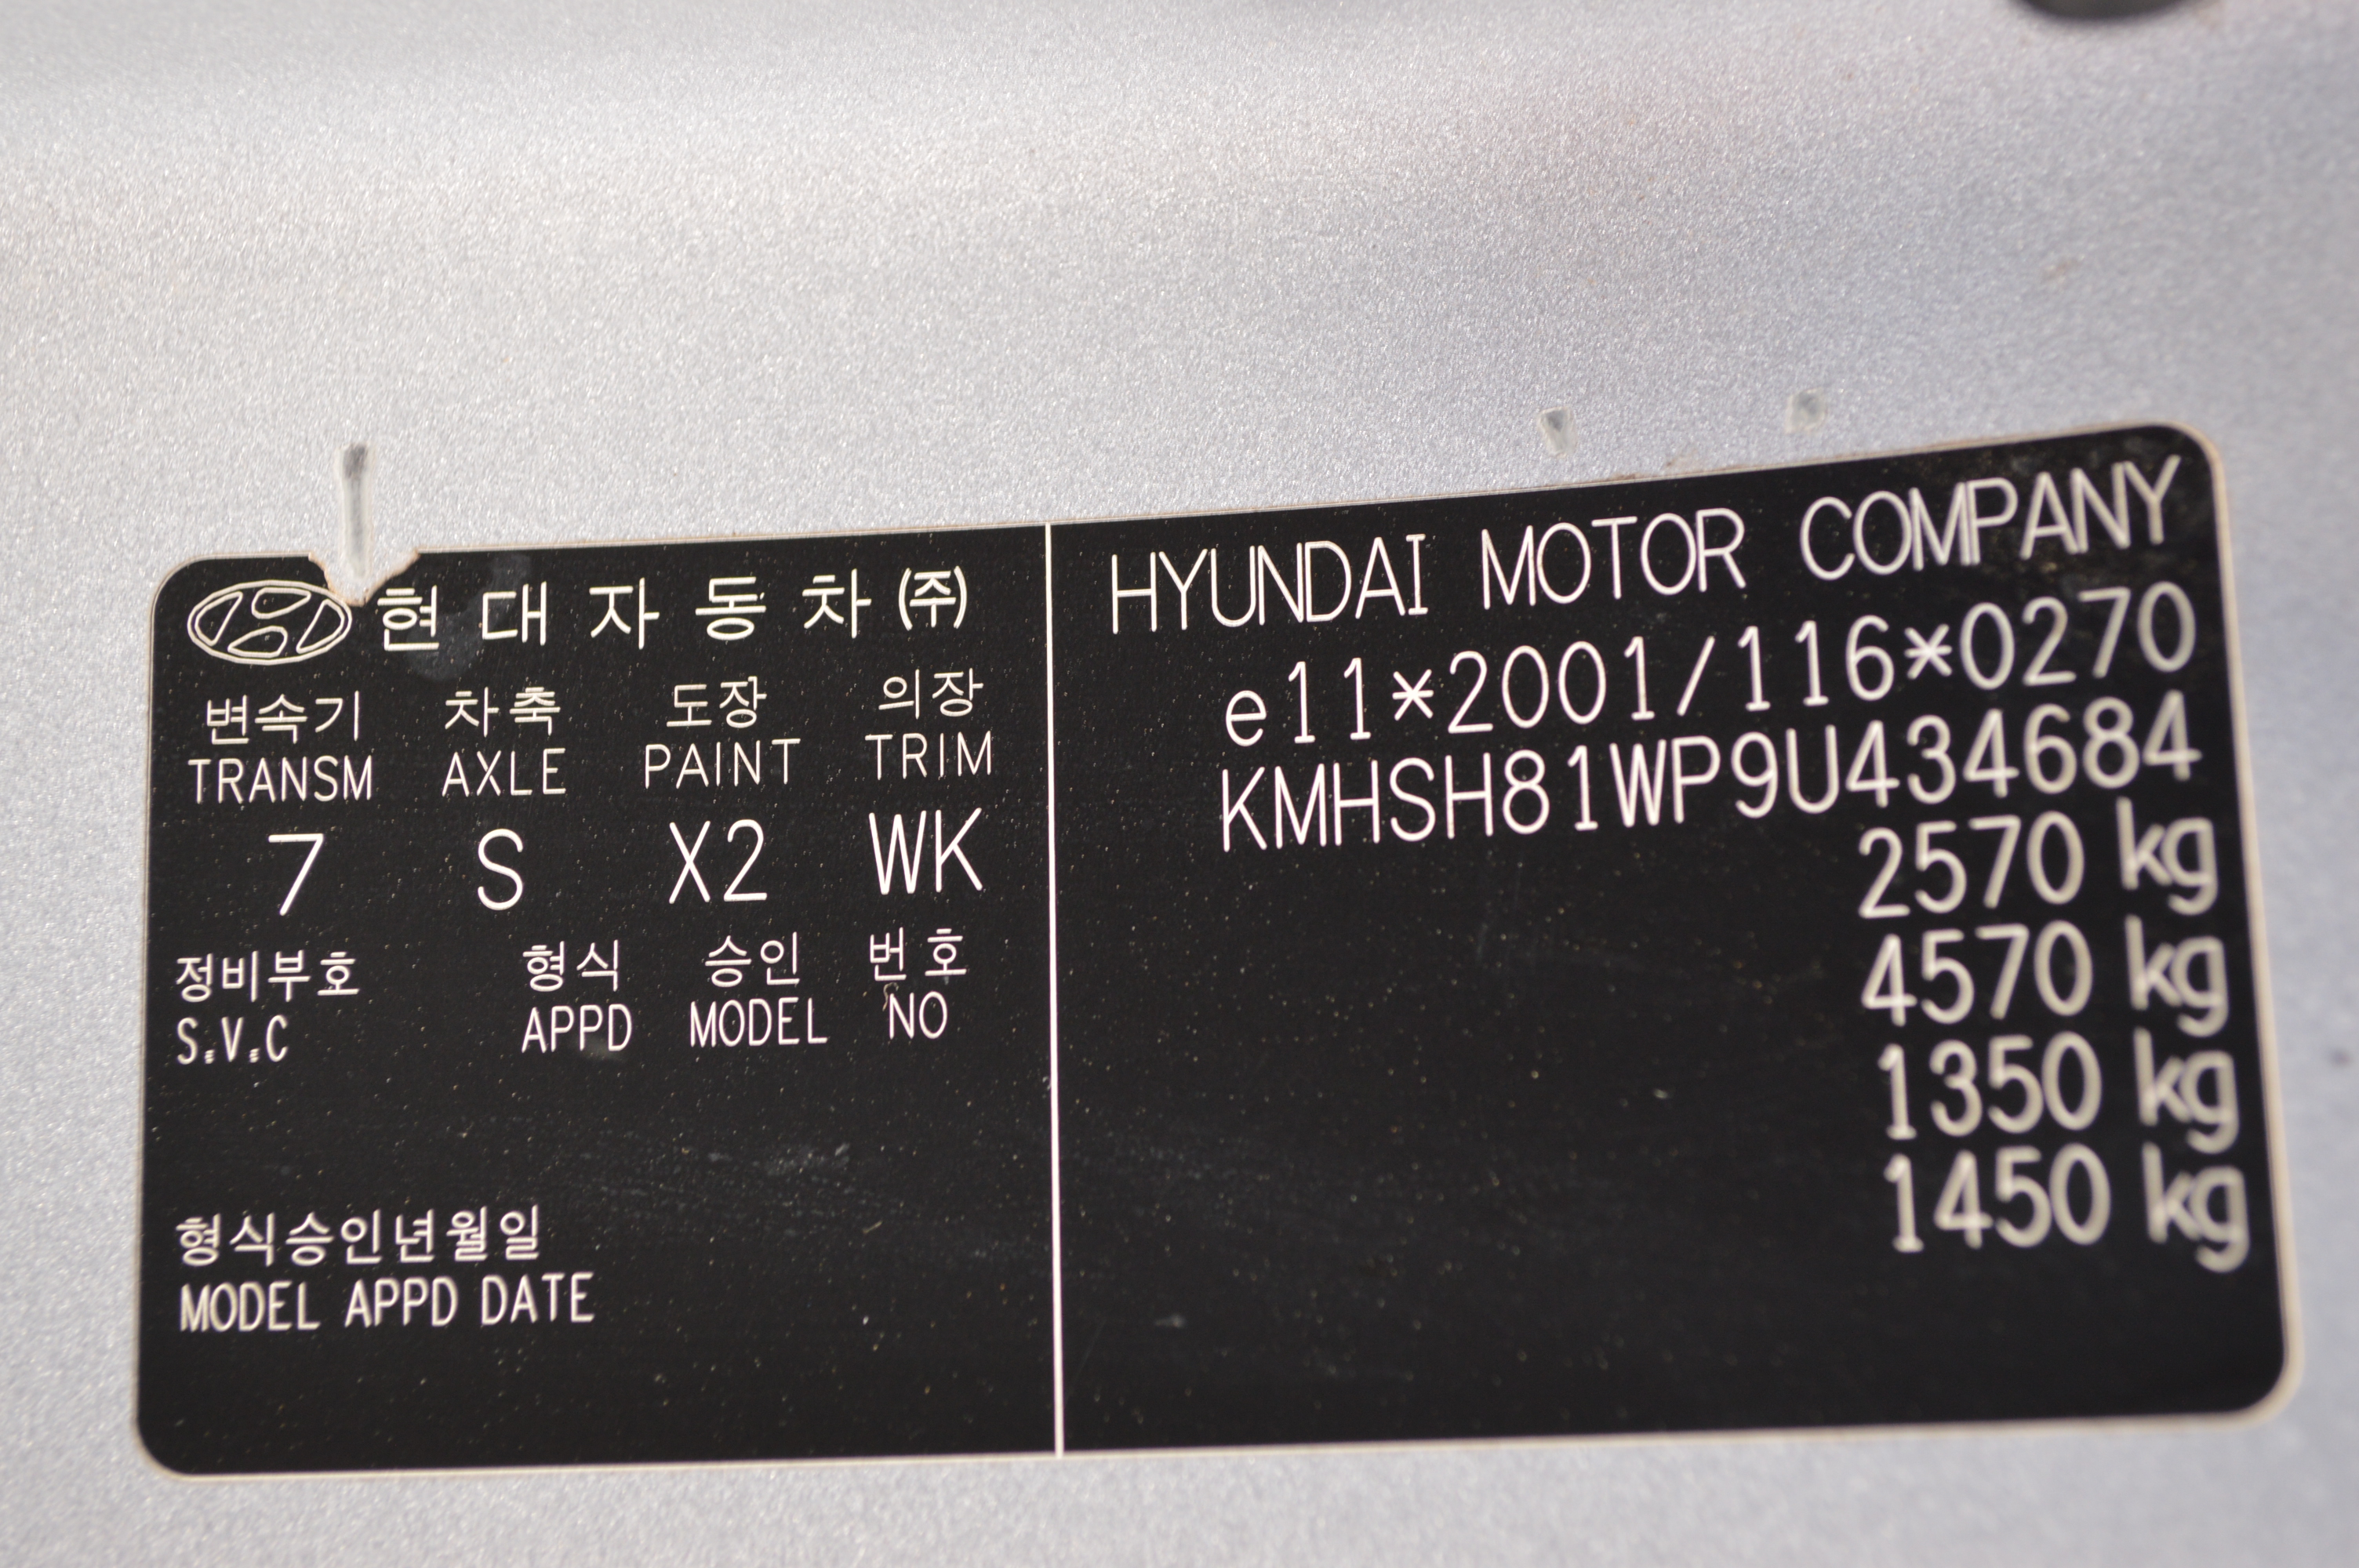 현대자동차㈜
변속기 차축 도장 의장
TRANSM AXLE PAINT TRIM
7 S X2 WK
정비부호 형식 승인 번호
S.V.C APPD MODEL NO
형식승인년월일
MODEL APPD DATE
HYUNDAI MOTOR COMPANY
e11*2001/116*0270
KMHSH81WP9U434684
2570 kg
4570 kg
1350 kg
1450 kg